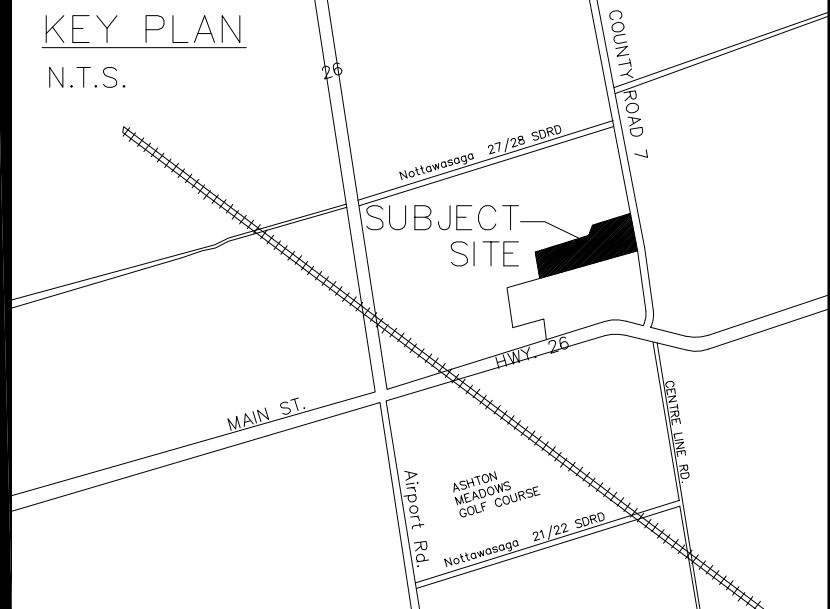 KEY PLAN
N.T.S.
26
COUNTY ROAD 7
Nottawasaga 27/28 SDRD
SUBJECT
SITE
HWY. 26
MAIN ST.
CENTRE LINE RD.
Airport Rd.
ASHTON
MEADOWS
GOLF COURSE
Nottawasaga 21/22 SDRD